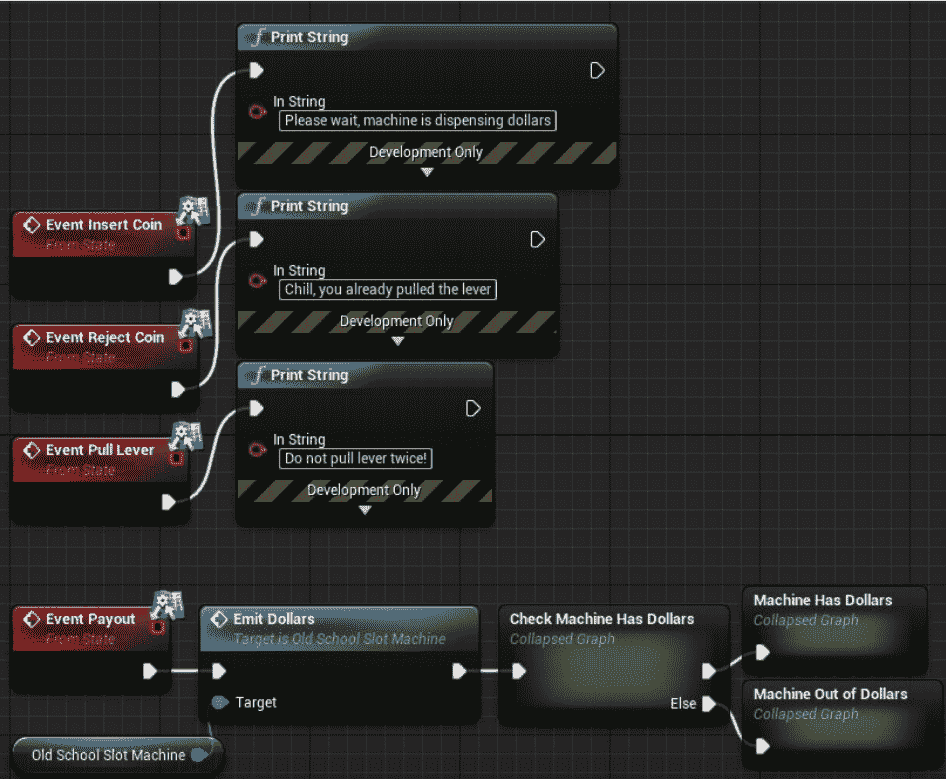 Print String
In String
Please wait, machine is dispensing dollars
Development Only
Event Insert Coin
From State
Print String
In String
Chill, you already pulled the lever
Development Only
Event Reject Coin
From State
Print String
In String
Do not pull lever twice!
Development Only
Event Pull Lever
From State
Event Payout
From State
Emit Dollars
Target is Old School Slot Machine
Target
Old School Slot Machine
Check Machine Has Dollars
Collapsed Graph
Else
Machine Has Dollars
Collapsed Graph
Machine Out of Dollars
Collapsed Graph